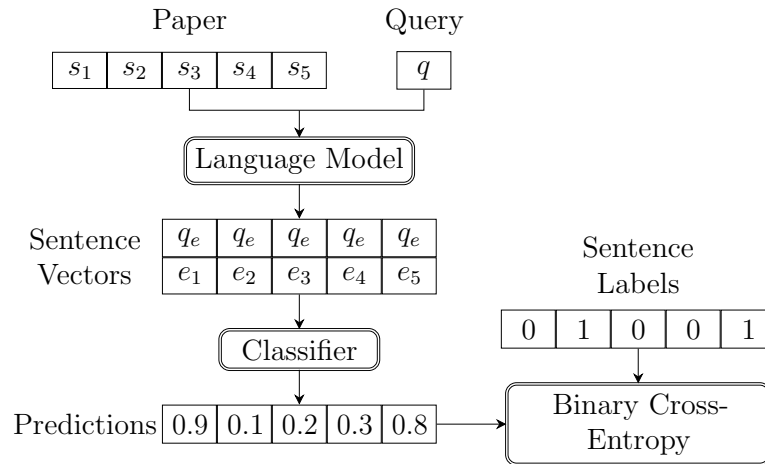 Paper Query
s₁ s₂ s₃ s₄ s₅ q
Language Model
Sentence
Vectors
qₑ qₑ qₑ qₑ qₑ
e₁ e₂ e₃ e₄ e₅
Sentence
Labels
0 1 0 0 1
Classifier
Binary Cross-
Entropy
Predictions 0.9 0.1 0.2 0.3 0.8